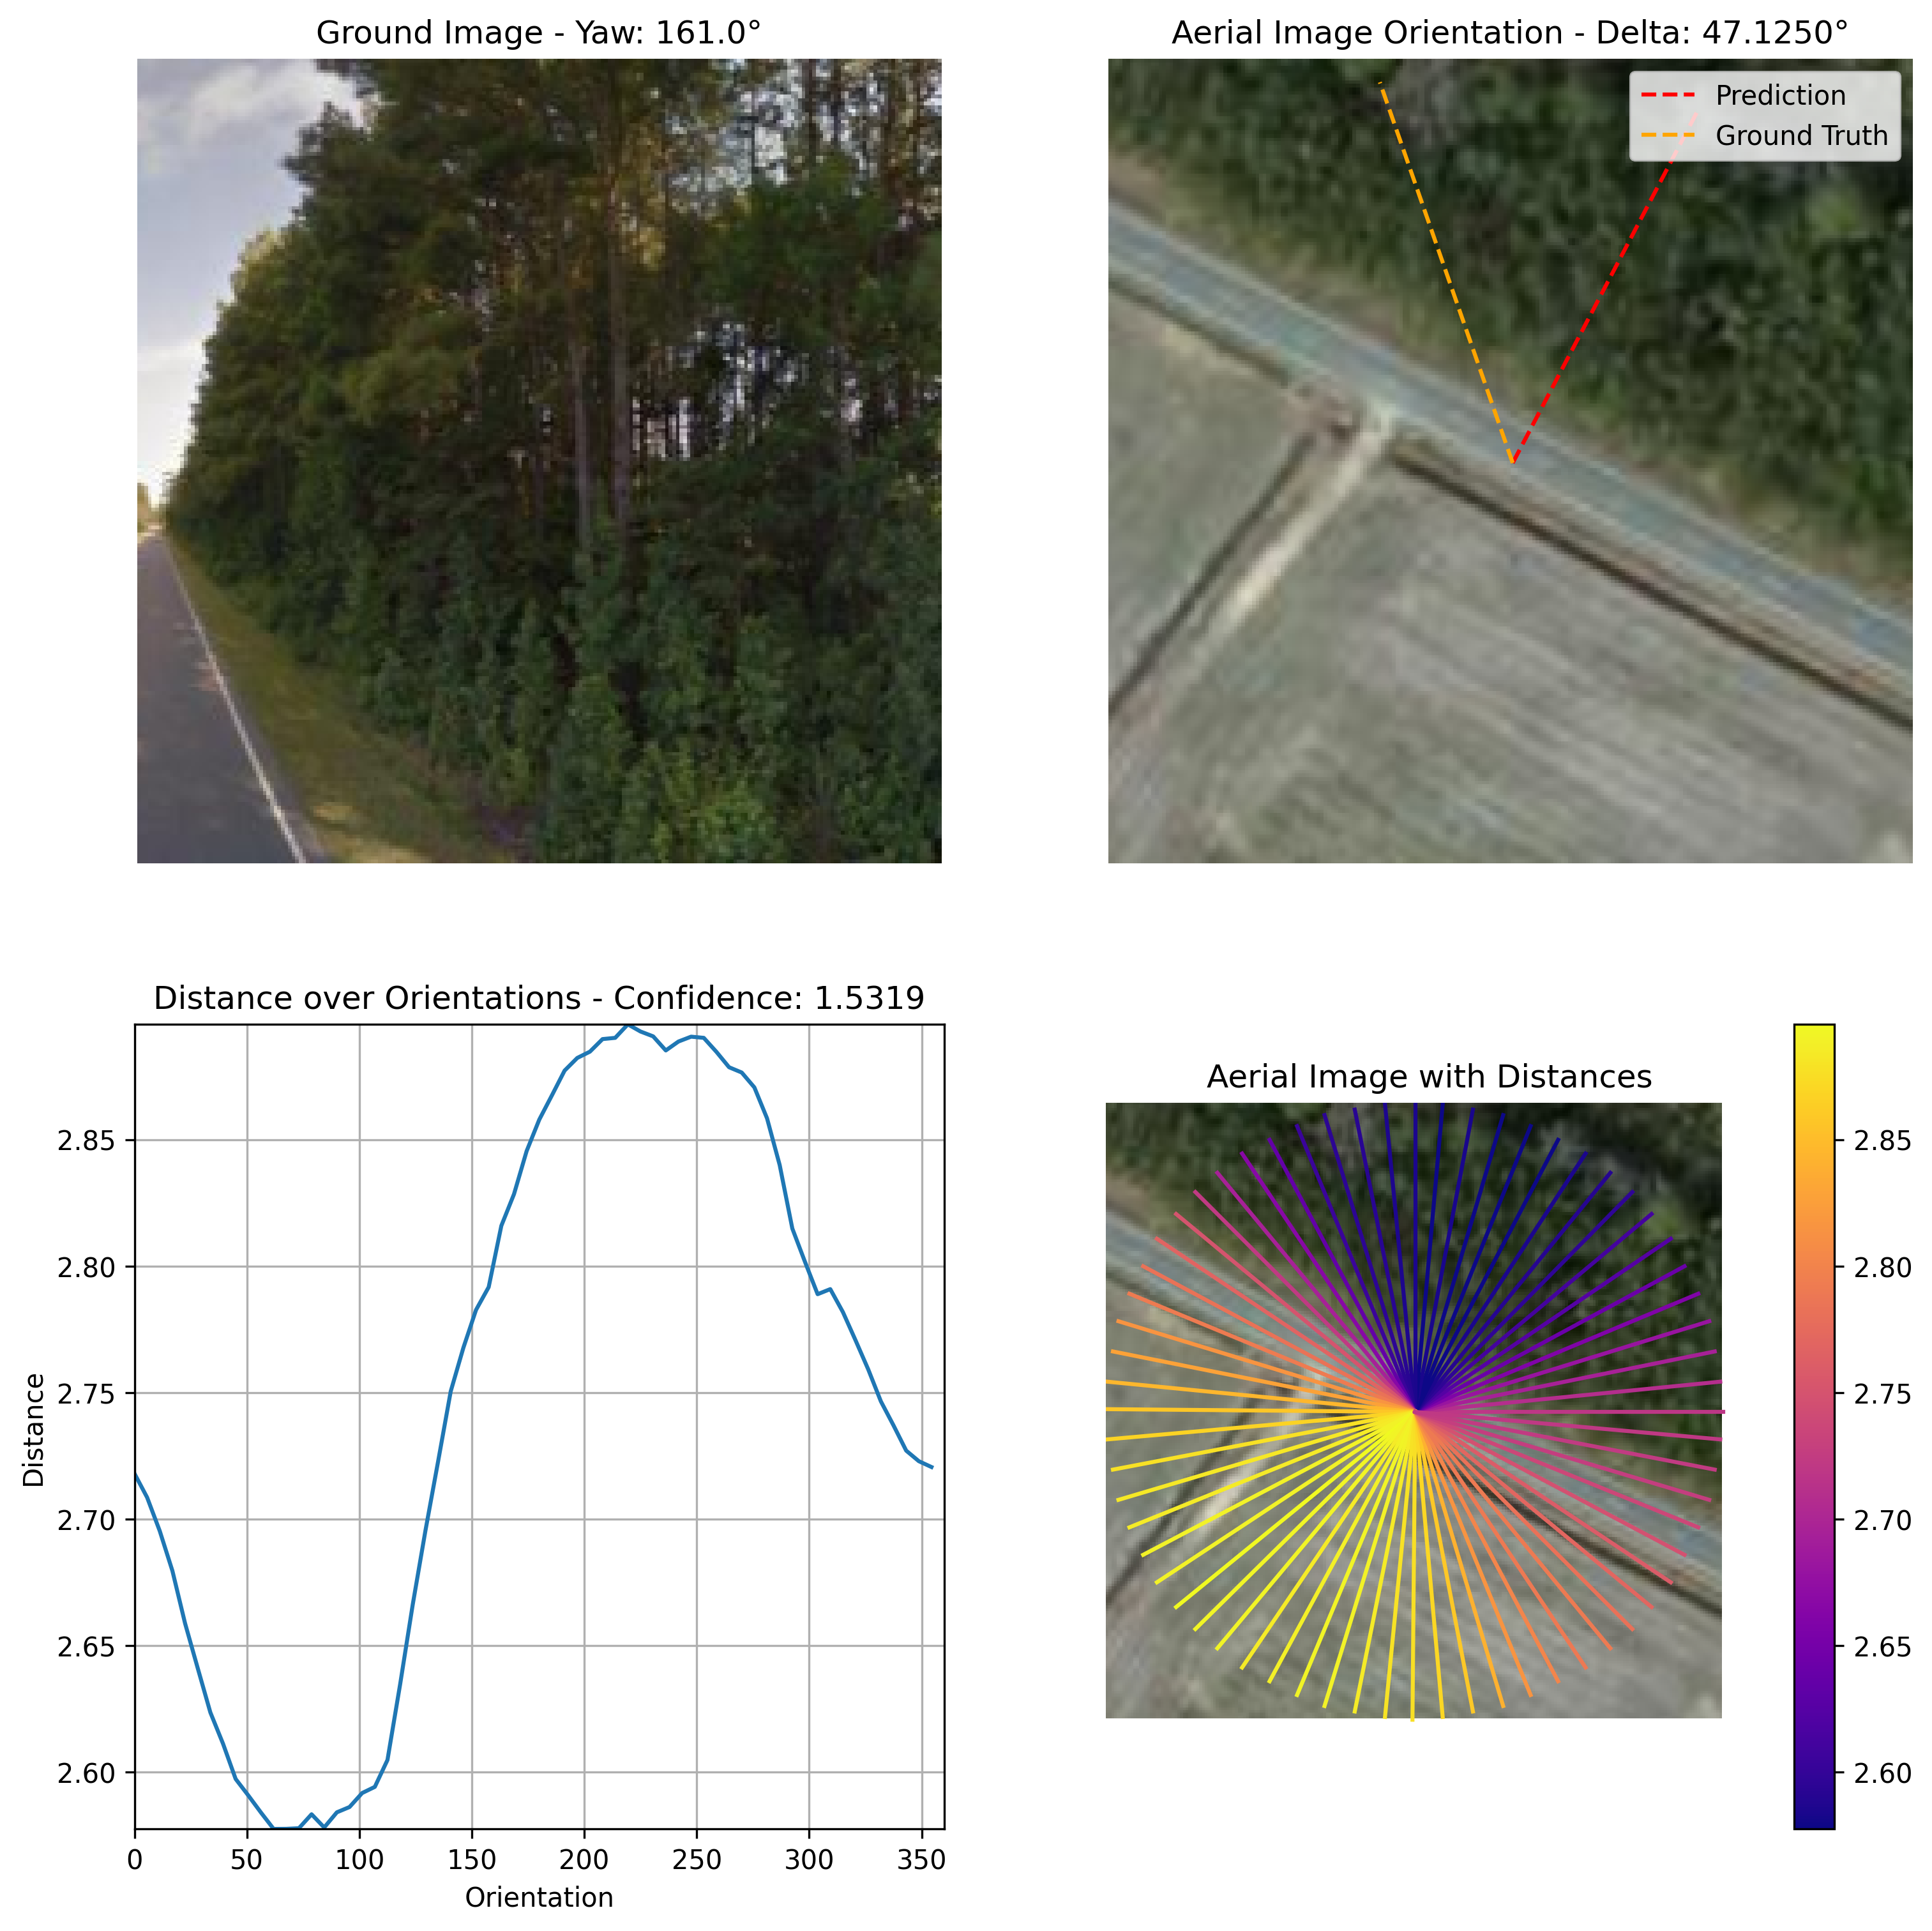 Ground Image - Yaw: 161.0°
Aerial Image Orientation - Delta: 47.1250°
Prediction
Ground Truth
Distance over Orientations - Confidence: 1.5319
2.85
2.80
2.75
2.70
2.65
2.60
Distance
0 50 100 150 200 250 300 350
Orientation
Aerial Image with Distances
2.85
2.80
2.75
2.70
2.65
2.60